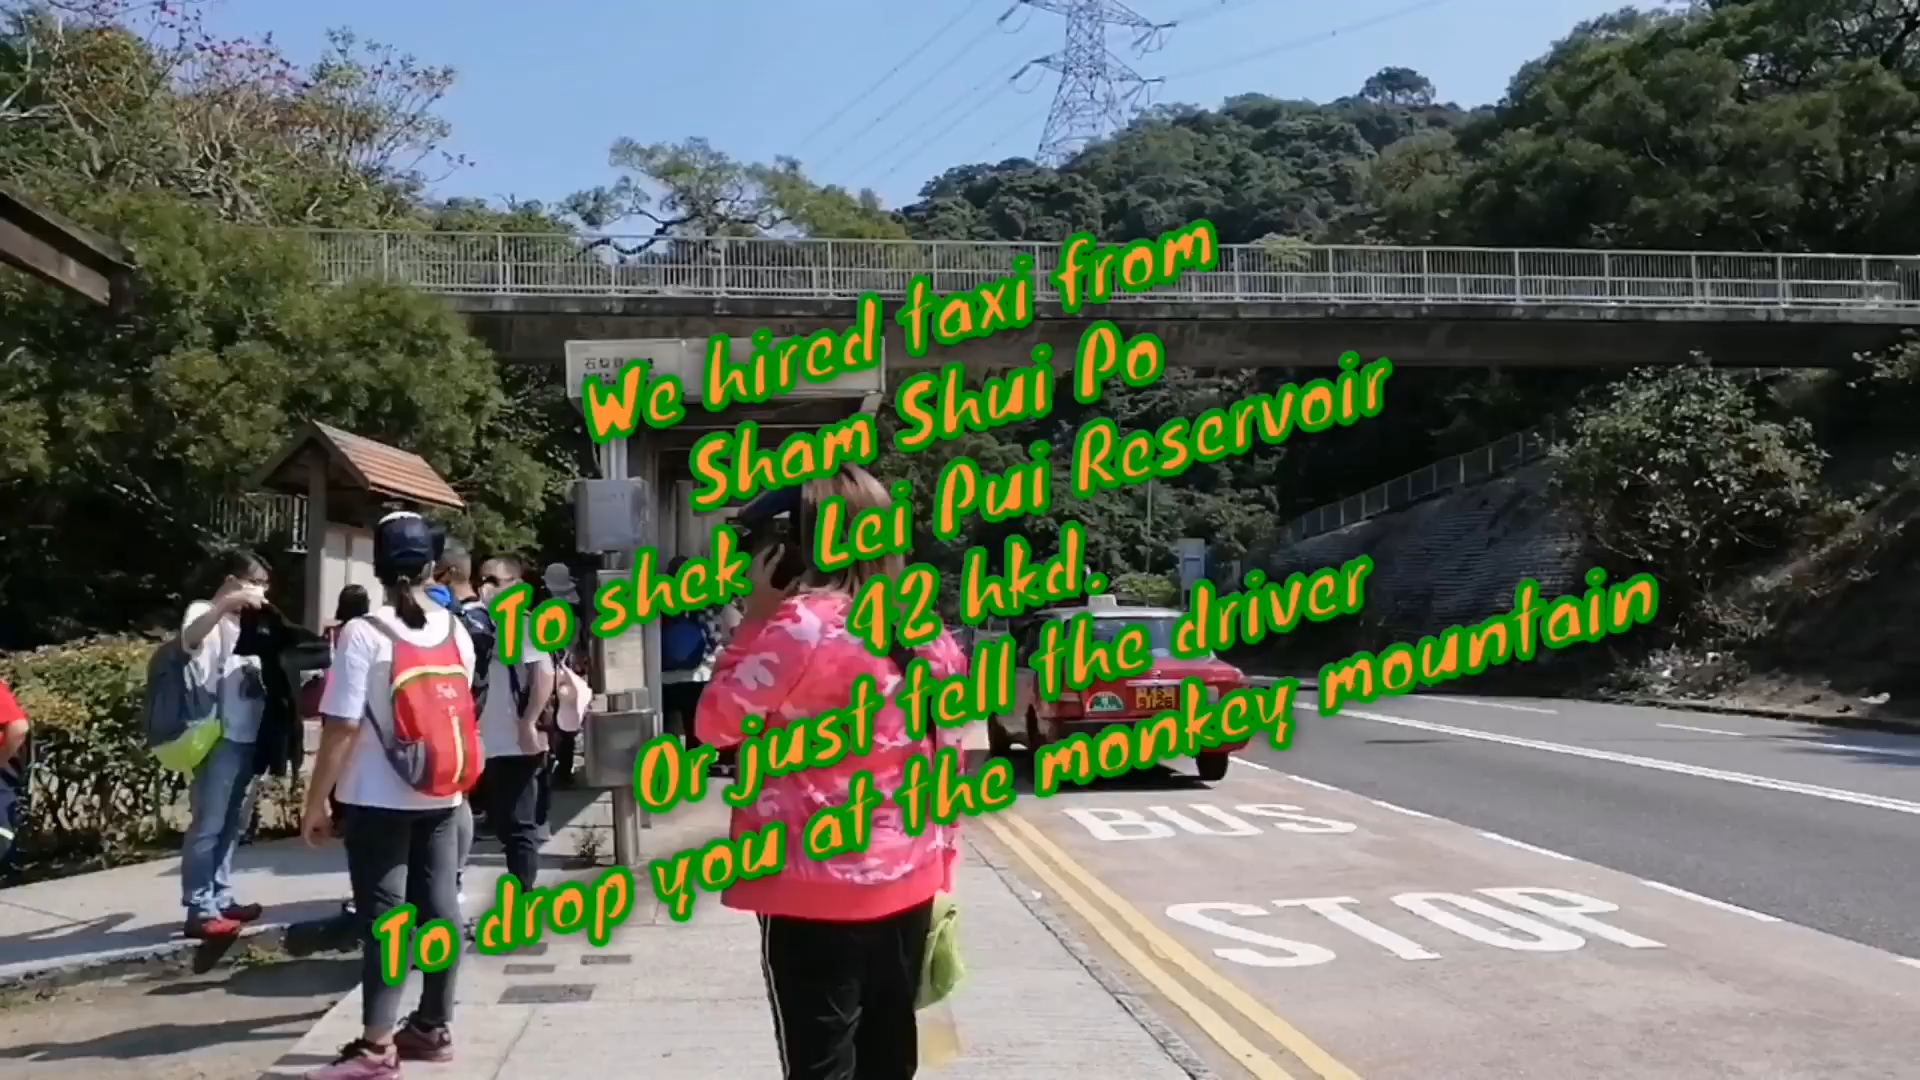 We hired taxi from
Sham Shui Po
To shek Lei Pui Reservoir
42 hkd.
Or just tell the driver
To drop you at the monkey mountain
BUS
STOP